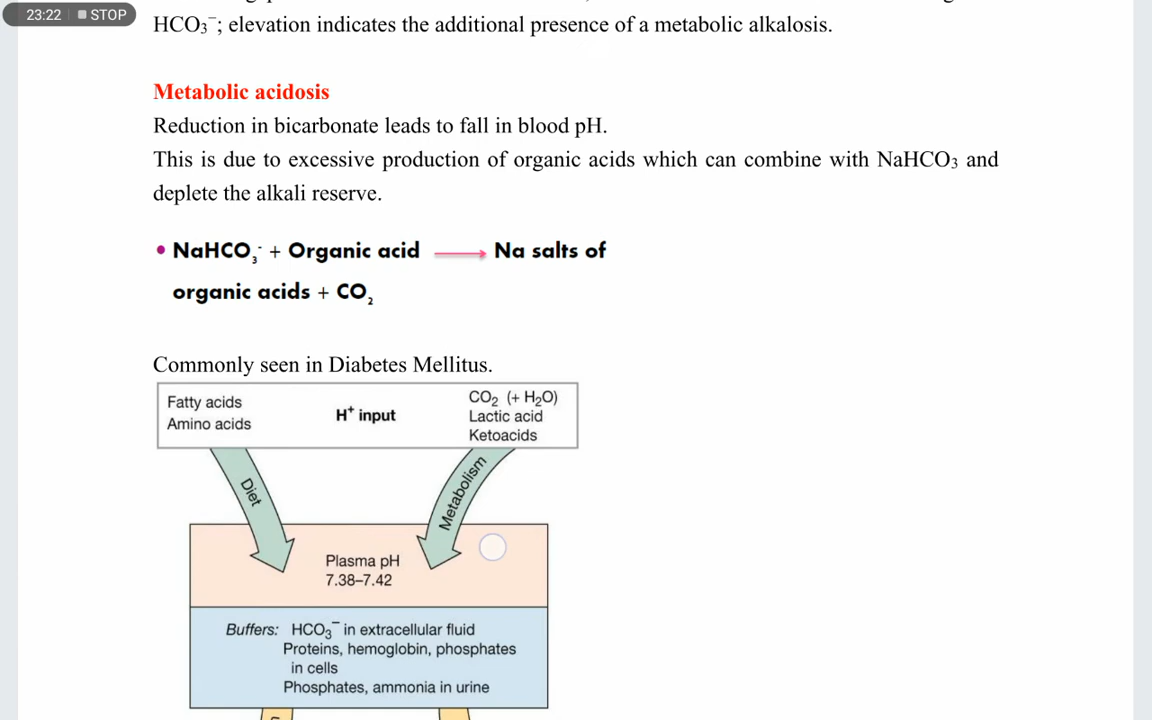 23:22 STOP
HCO₃⁻; elevation indicates the additional presence of a metabolic alkalosis.
Metabolic acidosis
Reduction in bicarbonate leads to fall in blood pH.
This is due to excessive production of organic acids which can combine with NaHCO₃ and
deplete the alkali reserve.
• NaHCO₃⁻ + Organic acid ⟶ Na salts of
organic acids + CO₂
Commonly seen in Diabetes Mellitus.
Fatty acids
Amino acids
H⁺ input
CO₂ (+ H₂O)
Lactic acid
Ketoacids
Diet
Metabolism
Plasma pH
7.38–7.42
Buffers: HCO₃⁻ in extracellular fluid
Proteins, hemoglobin, phosphates
in cells
Phosphates, ammonia in urine